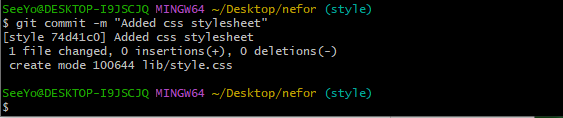 SeeYo@DESKTOP-I9JSCJQ MINGW64 ~/Desktop/nefor (style)
$ git commit -m "Added css stylesheet"
[style 74d41c0] Added css stylesheet
 1 file changed, 0 insertions(+), 0 deletions(-)
 create mode 100644 lib/style.css
SeeYo@DESKTOP-I9JSCJQ MINGW64 ~/Desktop/nefor (style)
$